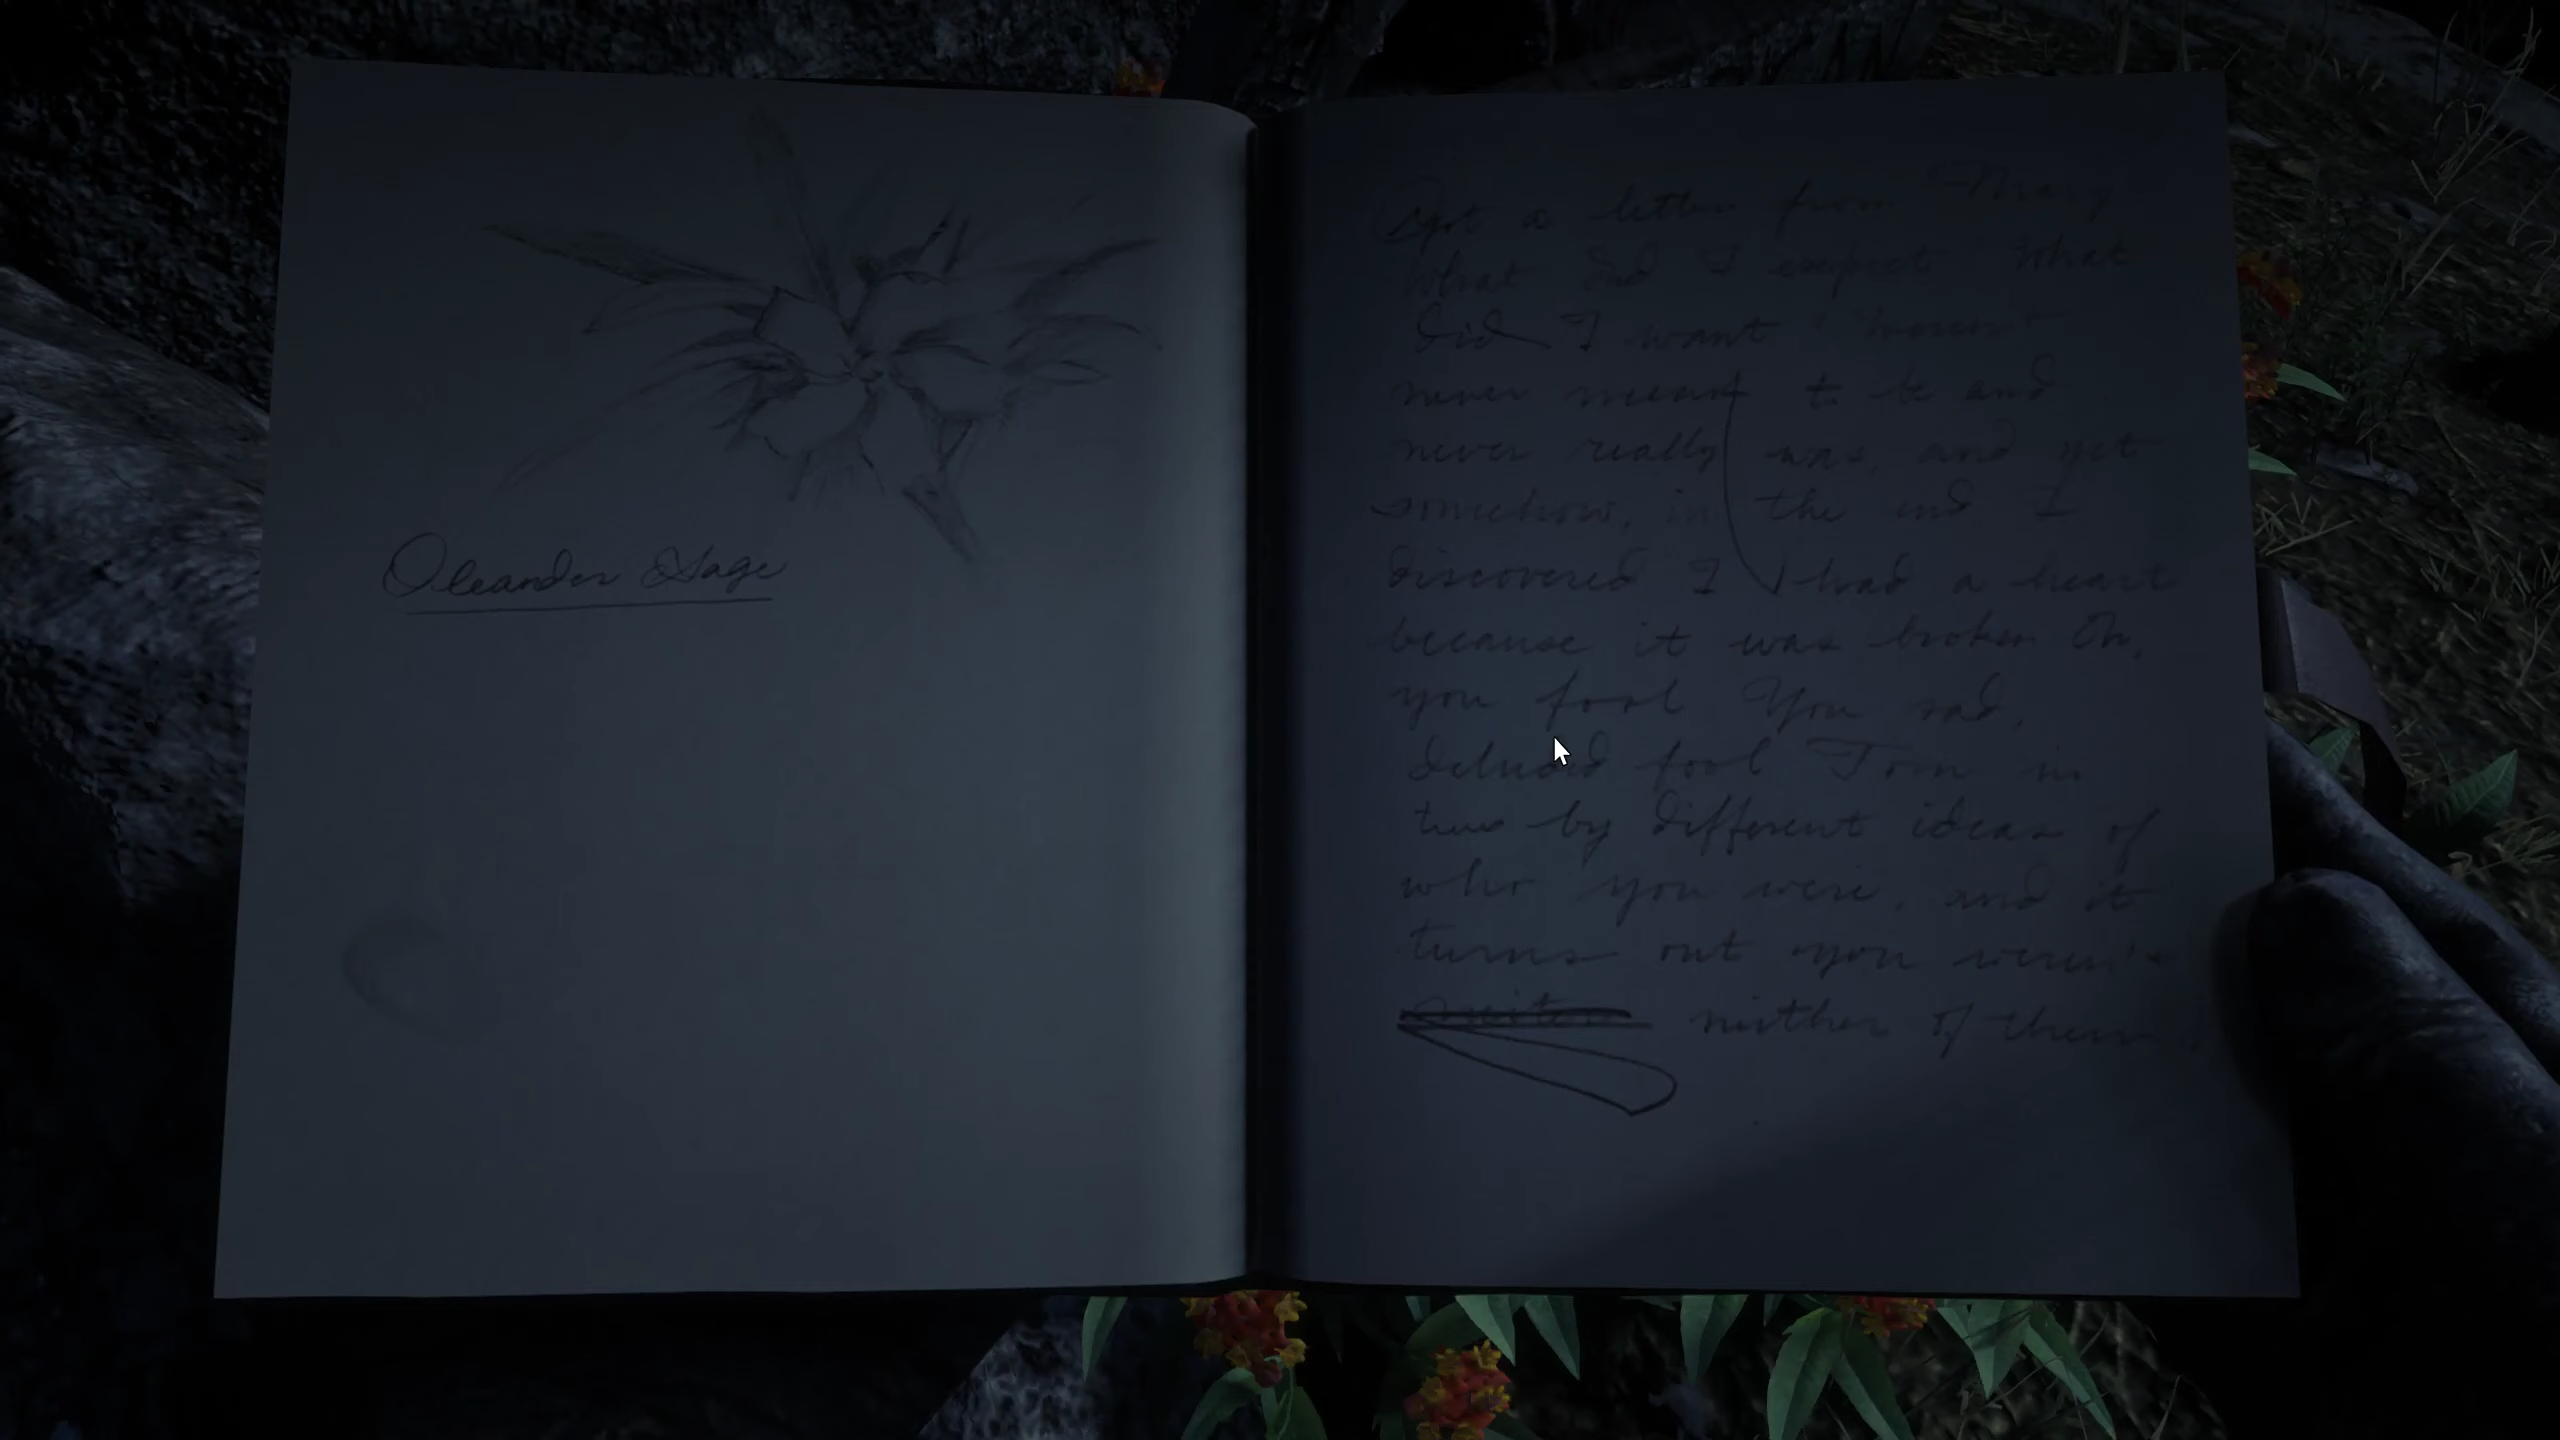 Oleander Sage
Got a letter from Mary
What did I expect What
did I want
never meant to be and
never really was, and yet
somehow, in the end I
discovered I had a heart
because it was broken Oh,
you fool You sad,
deluded fool Torn in
two by different ideas of
who you were, and it
turns out you weren't
neither of them.